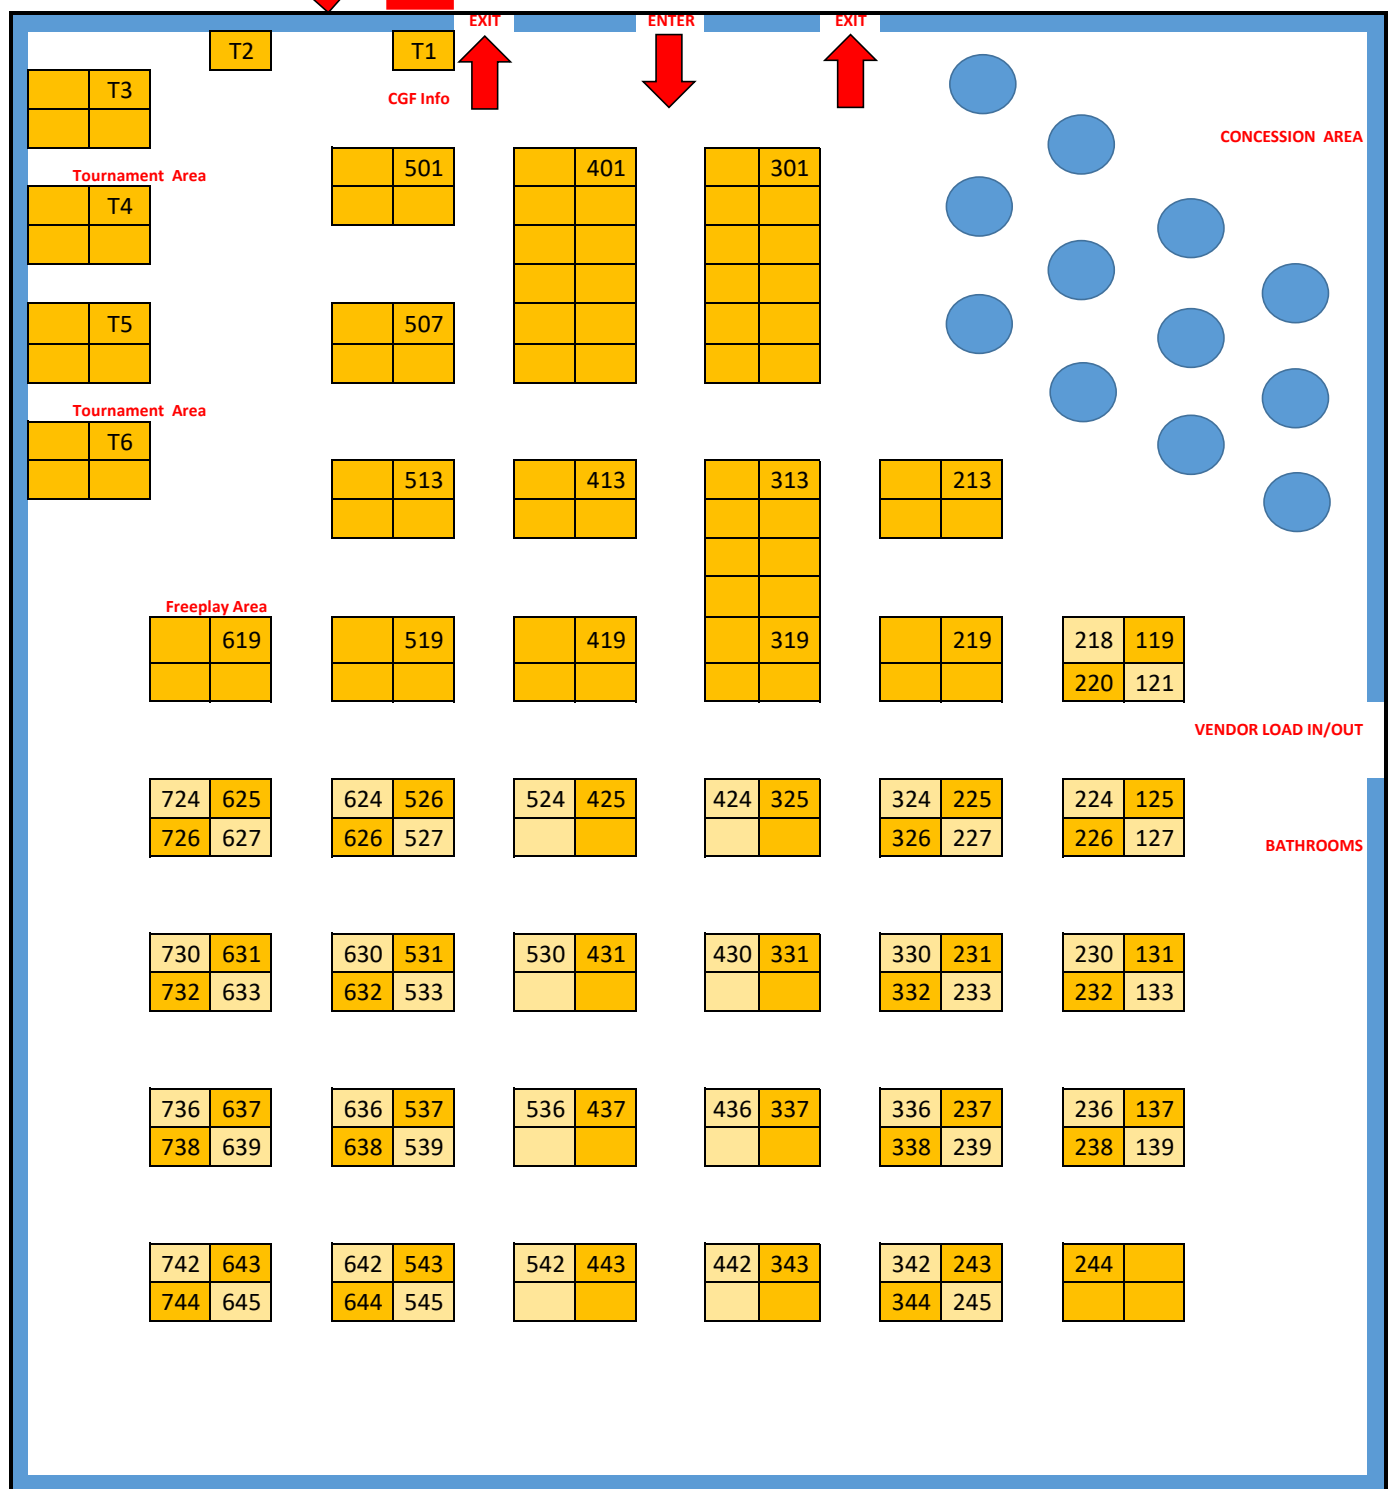 EXIT ENTER EXIT
T2 T1
T3
CGF Info
CONCESSION AREA
501 401 301
Tournament Area
T4
T5 507
Tournament Area
T6
513 413 313 213
Freeplay Area
619 519 419 319 219 218 119
220 121
VENDOR LOAD IN/OUT
724 625 624 526 524 425 424 325 324 225 224 125
726 627 626 527 326 227 226 127
BATHROOMS
730 631 630 531 530 431 430 331 330 231 230 131
732 633 632 533 332 233 232 133
736 637 636 537 536 437 436 337 336 237 236 137
738 639 638 539 338 239 238 139
742 643 642 543 542 443 442 343 342 243 244
744 645 644 545 344 245